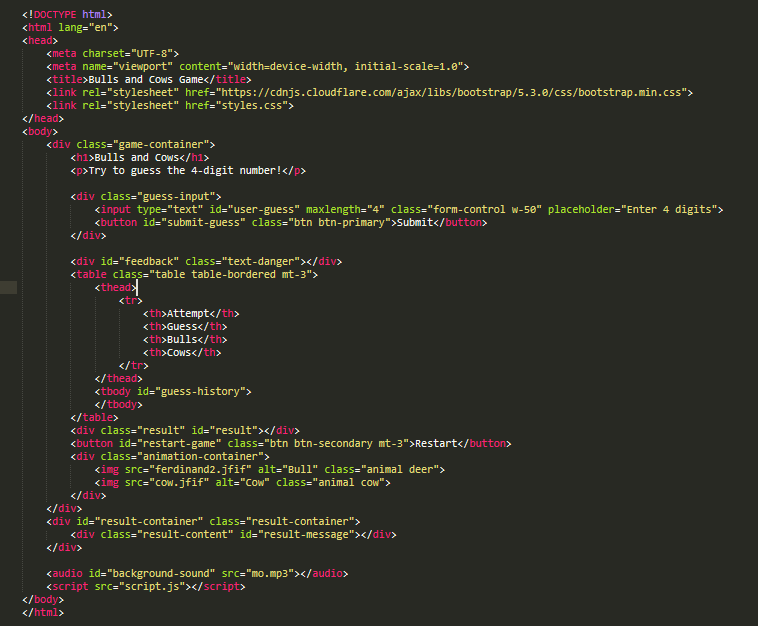 <!DOCTYPE html>
<html lang="en">
<head>
    <meta charset="UTF-8">
    <meta name="viewport" content="width=device-width, initial-scale=1.0">
    <title>Bulls and Cows Game</title>
    <link rel="stylesheet" href="https://cdnjs.cloudflare.com/ajax/libs/bootstrap/5.3.0/css/bootstrap.min.css">
    <link rel="stylesheet" href="styles.css">
</head>
<body>
    <div class="game-container">
        <h1>Bulls and Cows</h1>
        <p>Try to guess the 4-digit number!</p>

        <div class="guess-input">
            <input type="text" id="user-guess" maxlength="4" class="form-control w-50" placeholder="Enter 4 digits">
            <button id="submit-guess" class="btn btn-primary">Submit</button>
        </div>

        <div id="feedback" class="text-danger"></div>
        <table class="table table-bordered mt-3">
            <thead>
                <tr>
                    <th>Attempt</th>
                    <th>Guess</th>
                    <th>Bulls</th>
                    <th>Cows</th>
                </tr>
            </thead>
            <tbody id="guess-history">
            </tbody>
        </table>
        <div class="result" id="result"></div>
        <button id="restart-game" class="btn btn-secondary mt-3">Restart</button>
        <div class="animation-container">
            <img src="ferdinand2.jfif" alt="Bull" class="animal deer">
            <img src="cow.jfif" alt="Cow" class="animal cow">
        </div>
    </div>
    <div id="result-container" class="result-container">
        <div class="result-content" id="result-message"></div>
    </div>

    <audio id="background-sound" src="mo.mp3"></audio>
    <script src="script.js"></script>
</body>
</html>